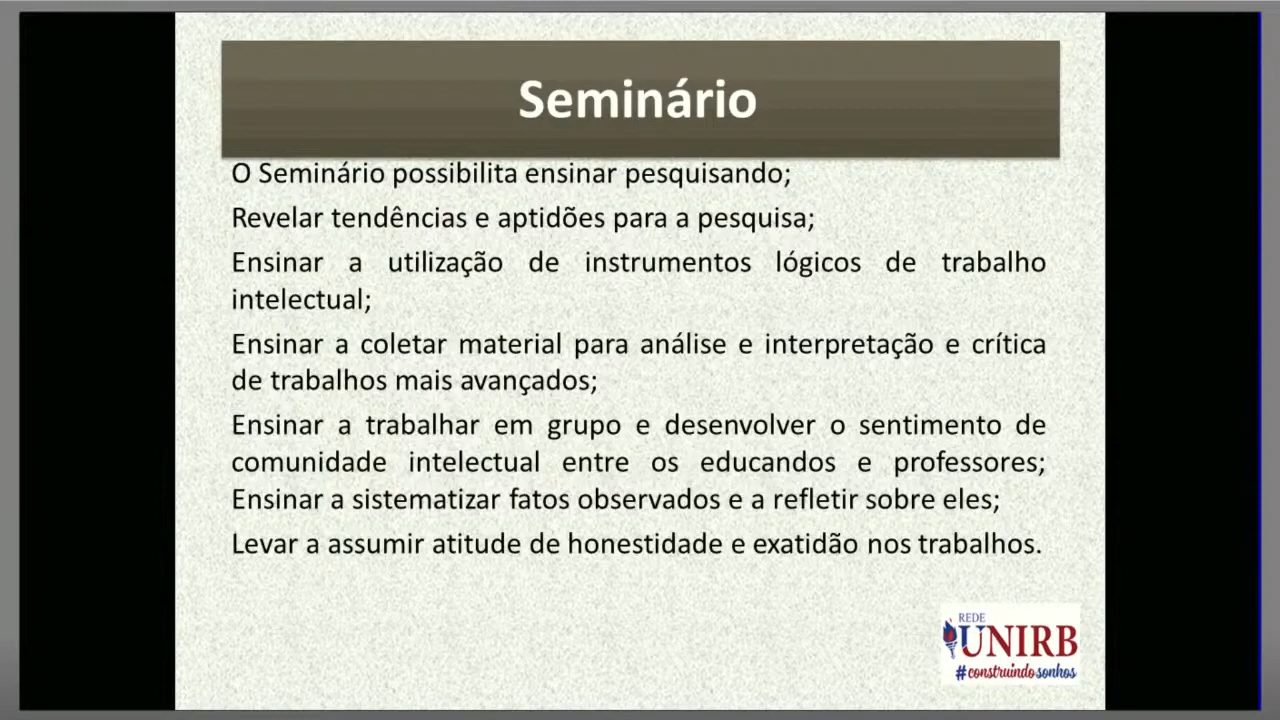 Seminário
O Seminário possibilita ensinar pesquisando;
Revelar tendências e aptidões para a pesquisa;
Ensinar a utilização de instrumentos lógicos de trabalho
intelectual;
Ensinar a coletar material para análise e interpretação e crítica
de trabalhos mais avançados;
Ensinar a trabalhar em grupo e desenvolver o sentimento de
comunidade intelectual entre os educandos e professores;
Ensinar a sistematizar fatos observados e a refletir sobre eles;
Levar a assumir atitude de honestidade e exatidão nos trabalhos.
REDE
UNIRB
#construindosonhos